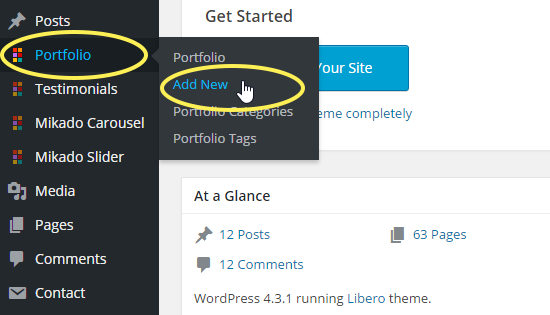 Posts
Portfolio
Testimonials
Mikado Carousel
Mikado Slider
Media
Pages
Comments
Contact
Portfolio
Add New
Portfolio Categories
Portfolio Tags
Get Started
Your Site
eme completely
At a Glance
12 Posts
63 Pages
12 Comments
WordPress 4.3.1 running Libero theme.